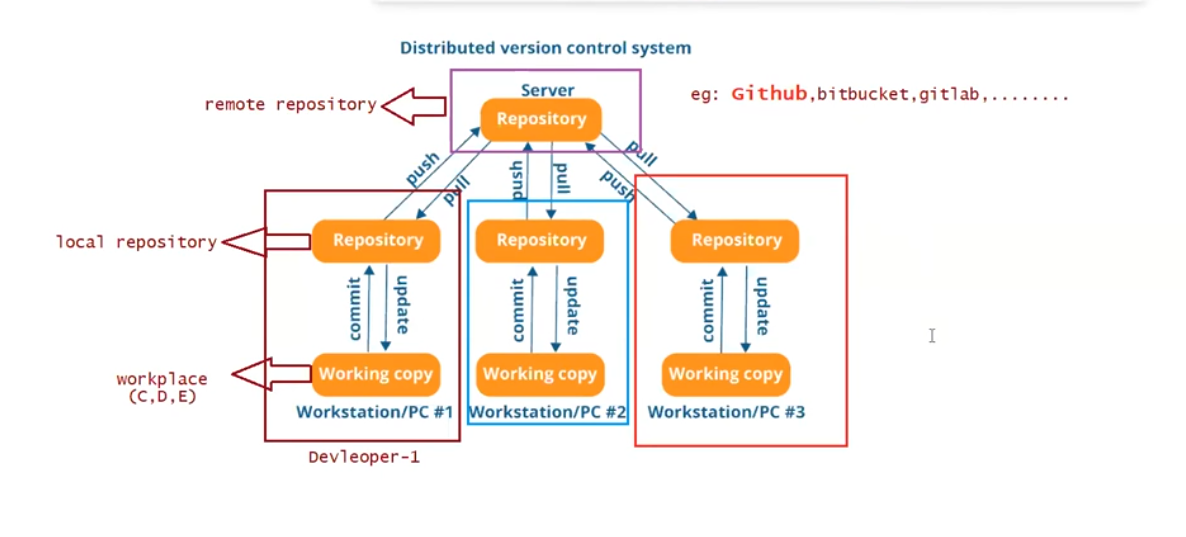 Distributed version control system
Server
remote repository
eg: Github,bitbucket,gitlab,........
Repository
push
pull
push
pull
push
pull
local repository
Repository
Repository
Repository
commit
update
commit
update
commit
update
workplace
(C,D,E)
Working copy
Working copy
Working copy
Workstation/PC #1
Workstation/PC #2
Workstation/PC #3
Devleoper-1